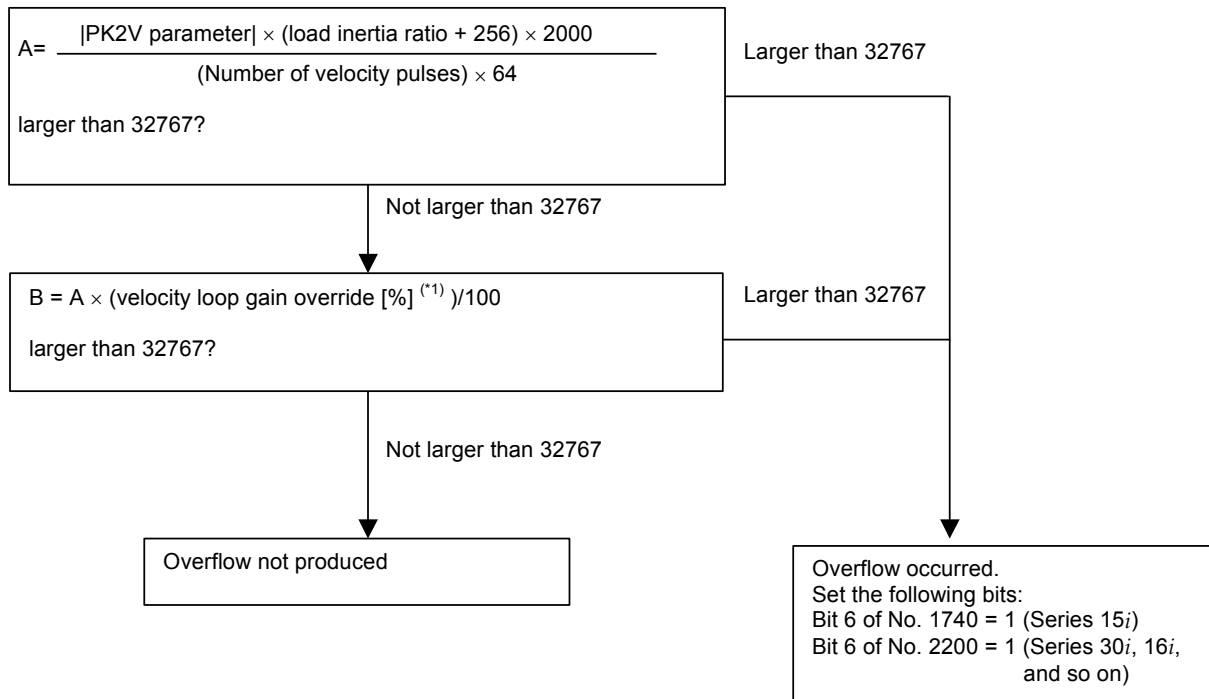 A= |PK2V parameter| × (load inertia ratio + 256) × 2000
(Number of velocity pulses) × 64
larger than 32767?
Larger than 32767
Not larger than 32767
B = A × (velocity loop gain override [%] (*1) )/100
larger than 32767?
Larger than 32767
Not larger than 32767
Overflow not produced
Overflow occurred.
Set the following bits:
Bit 6 of No. 1740 = 1 (Series 15i)
Bit 6 of No. 2200 = 1 (Series 30i, 16i,
and so on)